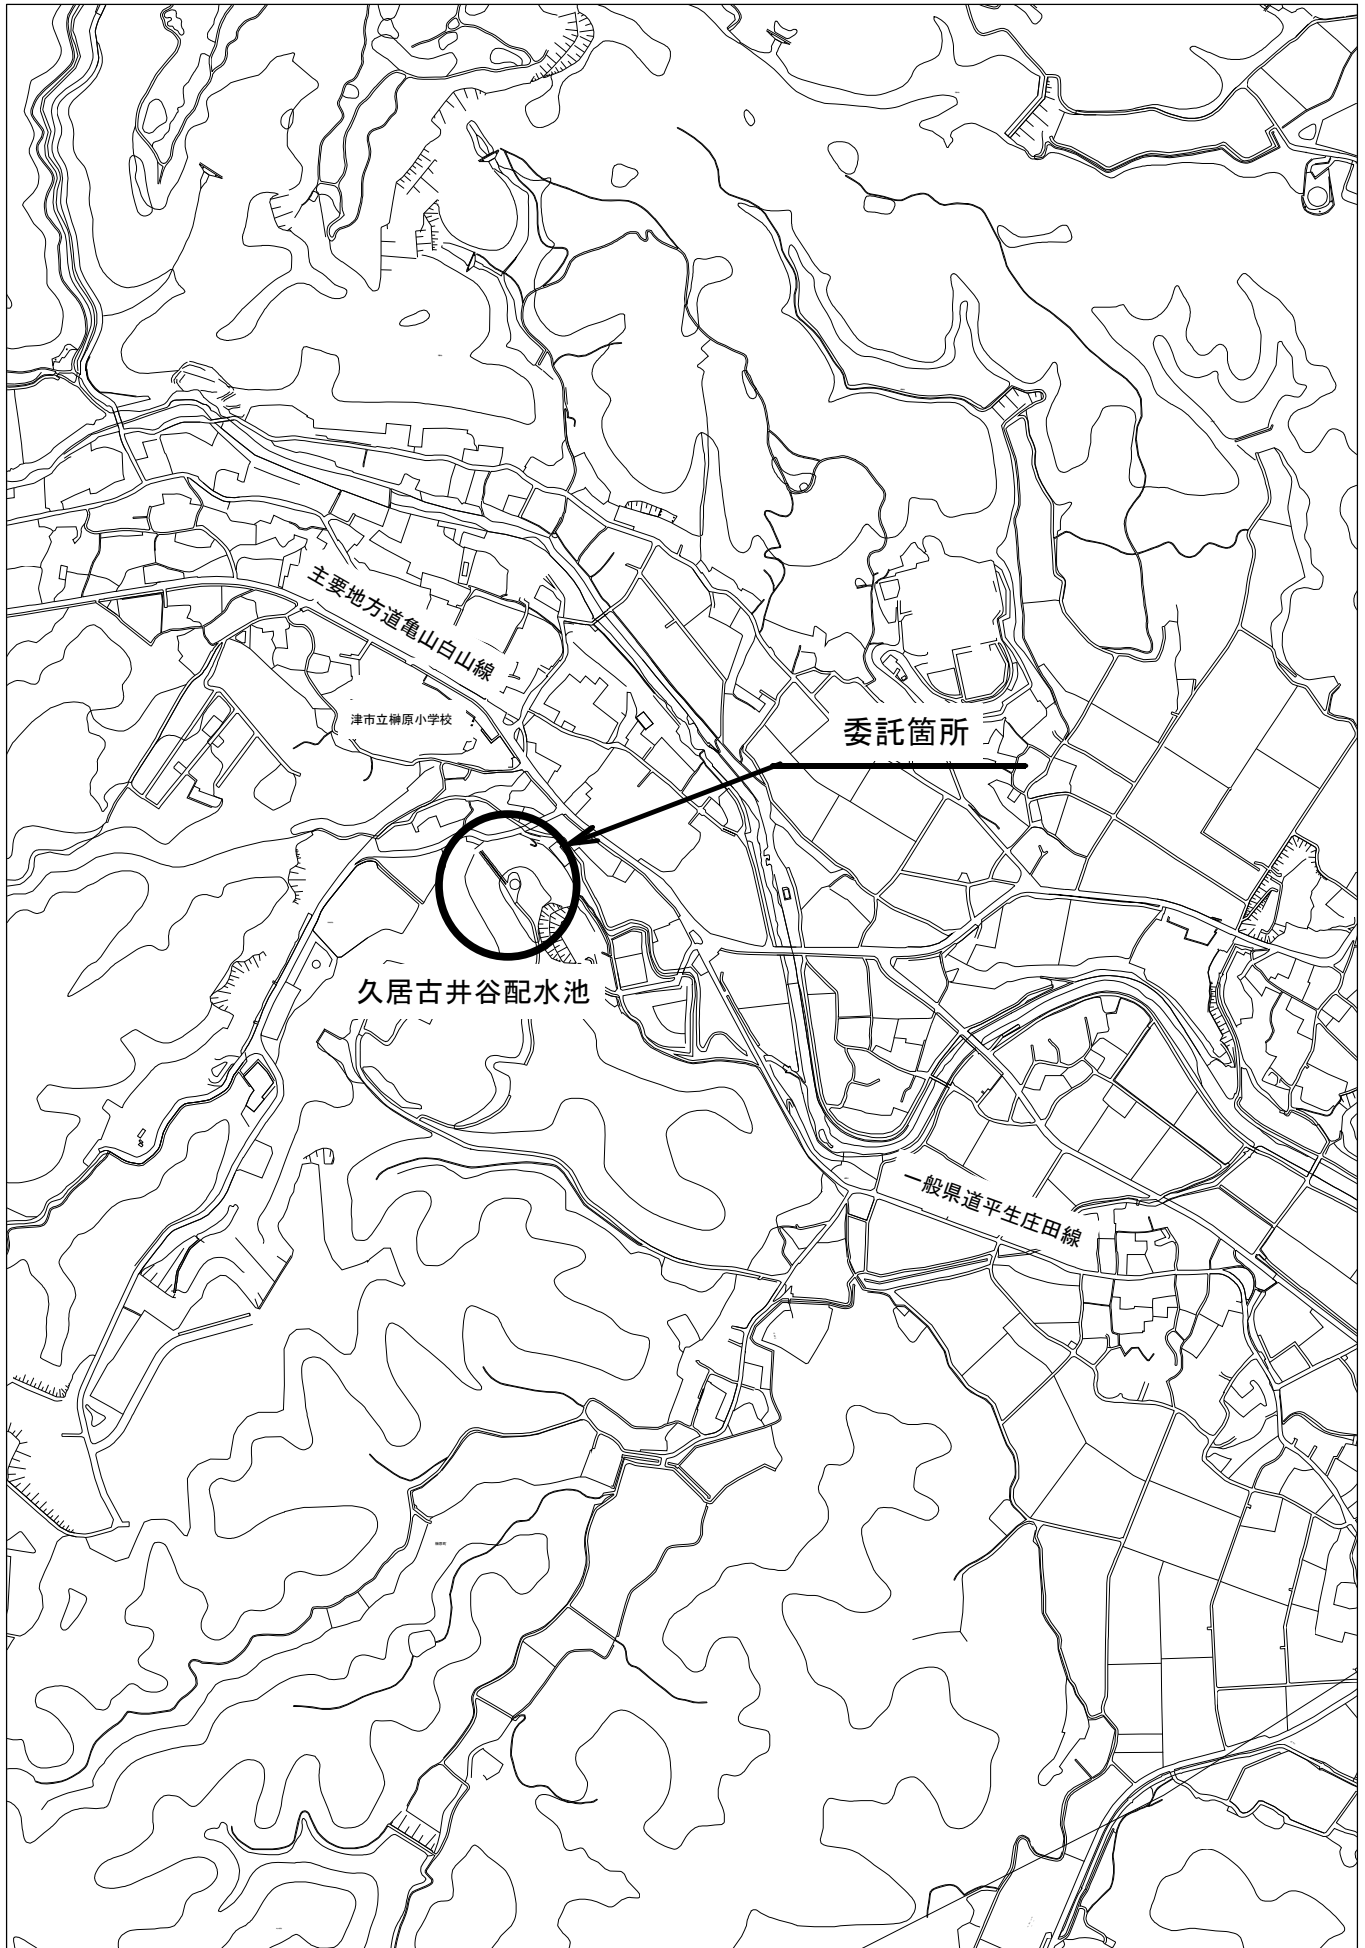 主要地方道亀山白山線
津市立榊原小学校
委託箇所
久居古井谷配水池
一般県道平生庄田線